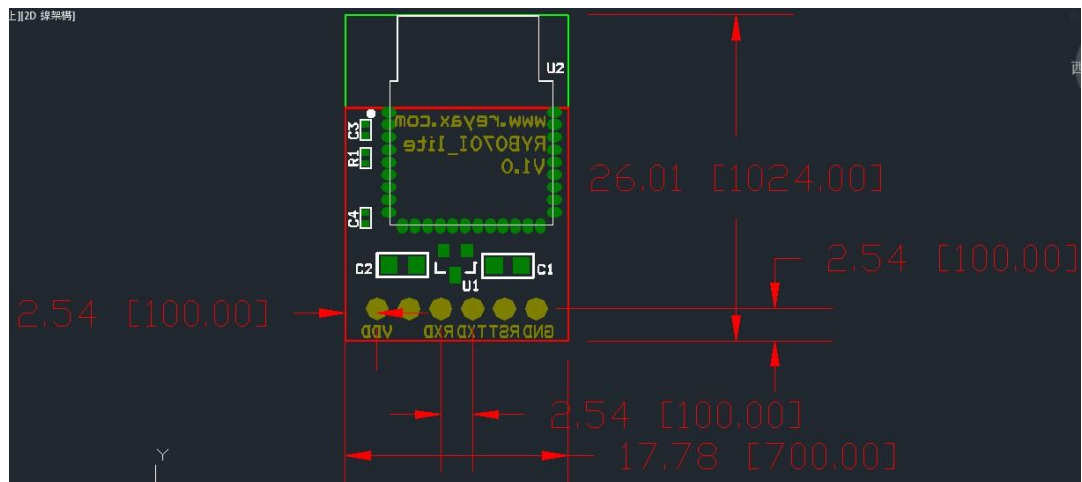 上][2D 線架構]
U2
www.reyax.com
RYB070I_lite
V1.0
C3
R1
C4
C2
C1
U1
VDD
RXD
TXD
RST
GND
26.01 [1024.00]
2.54 [100.00]
2.54 [100.00]
2.54 [100.00]
17.78 [700.00]
Y
西